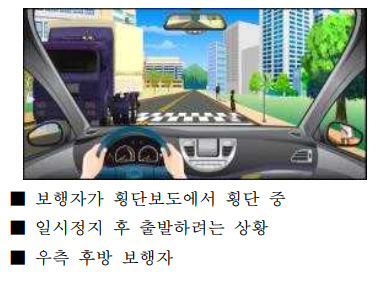 ■ 보행자가 횡단보도에서 횡단 중
■ 일시정지 후 출발하려는 상황
■ 우측 후방 보행자